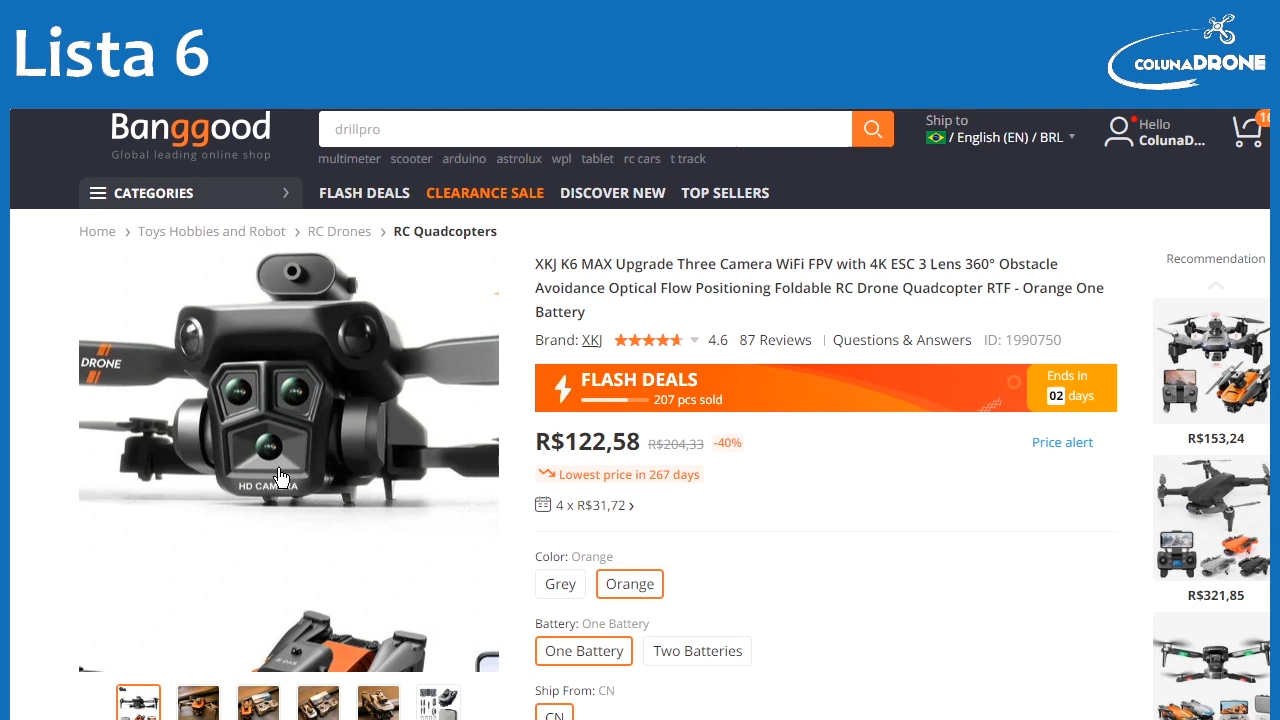 Lista 6
COLUNADRONE
Banggood
Global leading online shop
drillpro
multimeter scooter arduino astrolux wpl tablet rc cars t track
Ship to
/ English (EN) / BRL
Hello
ColunaD...
16
CATEGORIES
FLASH DEALS CLEARANCE SALE DISCOVER NEW TOP SELLERS
Home > Toys Hobbies and Robot > RC Drones > RC Quadcopters
DRONE
HD CAMERA
XKJ K6 MAX Upgrade Three Camera WiFi FPV with 4K ESC 3 Lens 360° Obstacle
Avoidance Optical Flow Positioning Foldable RC Drone Quadcopter RTF - Orange One
Battery
Brand: XKJ 4.6 87 Reviews | Questions & Answers ID: 1990750
FLASH DEALS
207 pcs sold
Ends in
02 days
R$122,58 R$204,33 -40%
Price alert
Lowest price in 267 days
4 x R$31,72 >
Color: Orange
Grey Orange
Battery: One Battery
One Battery Two Batteries
Ship From: CN
CN
Recommendation
R$153,24
R$321,85